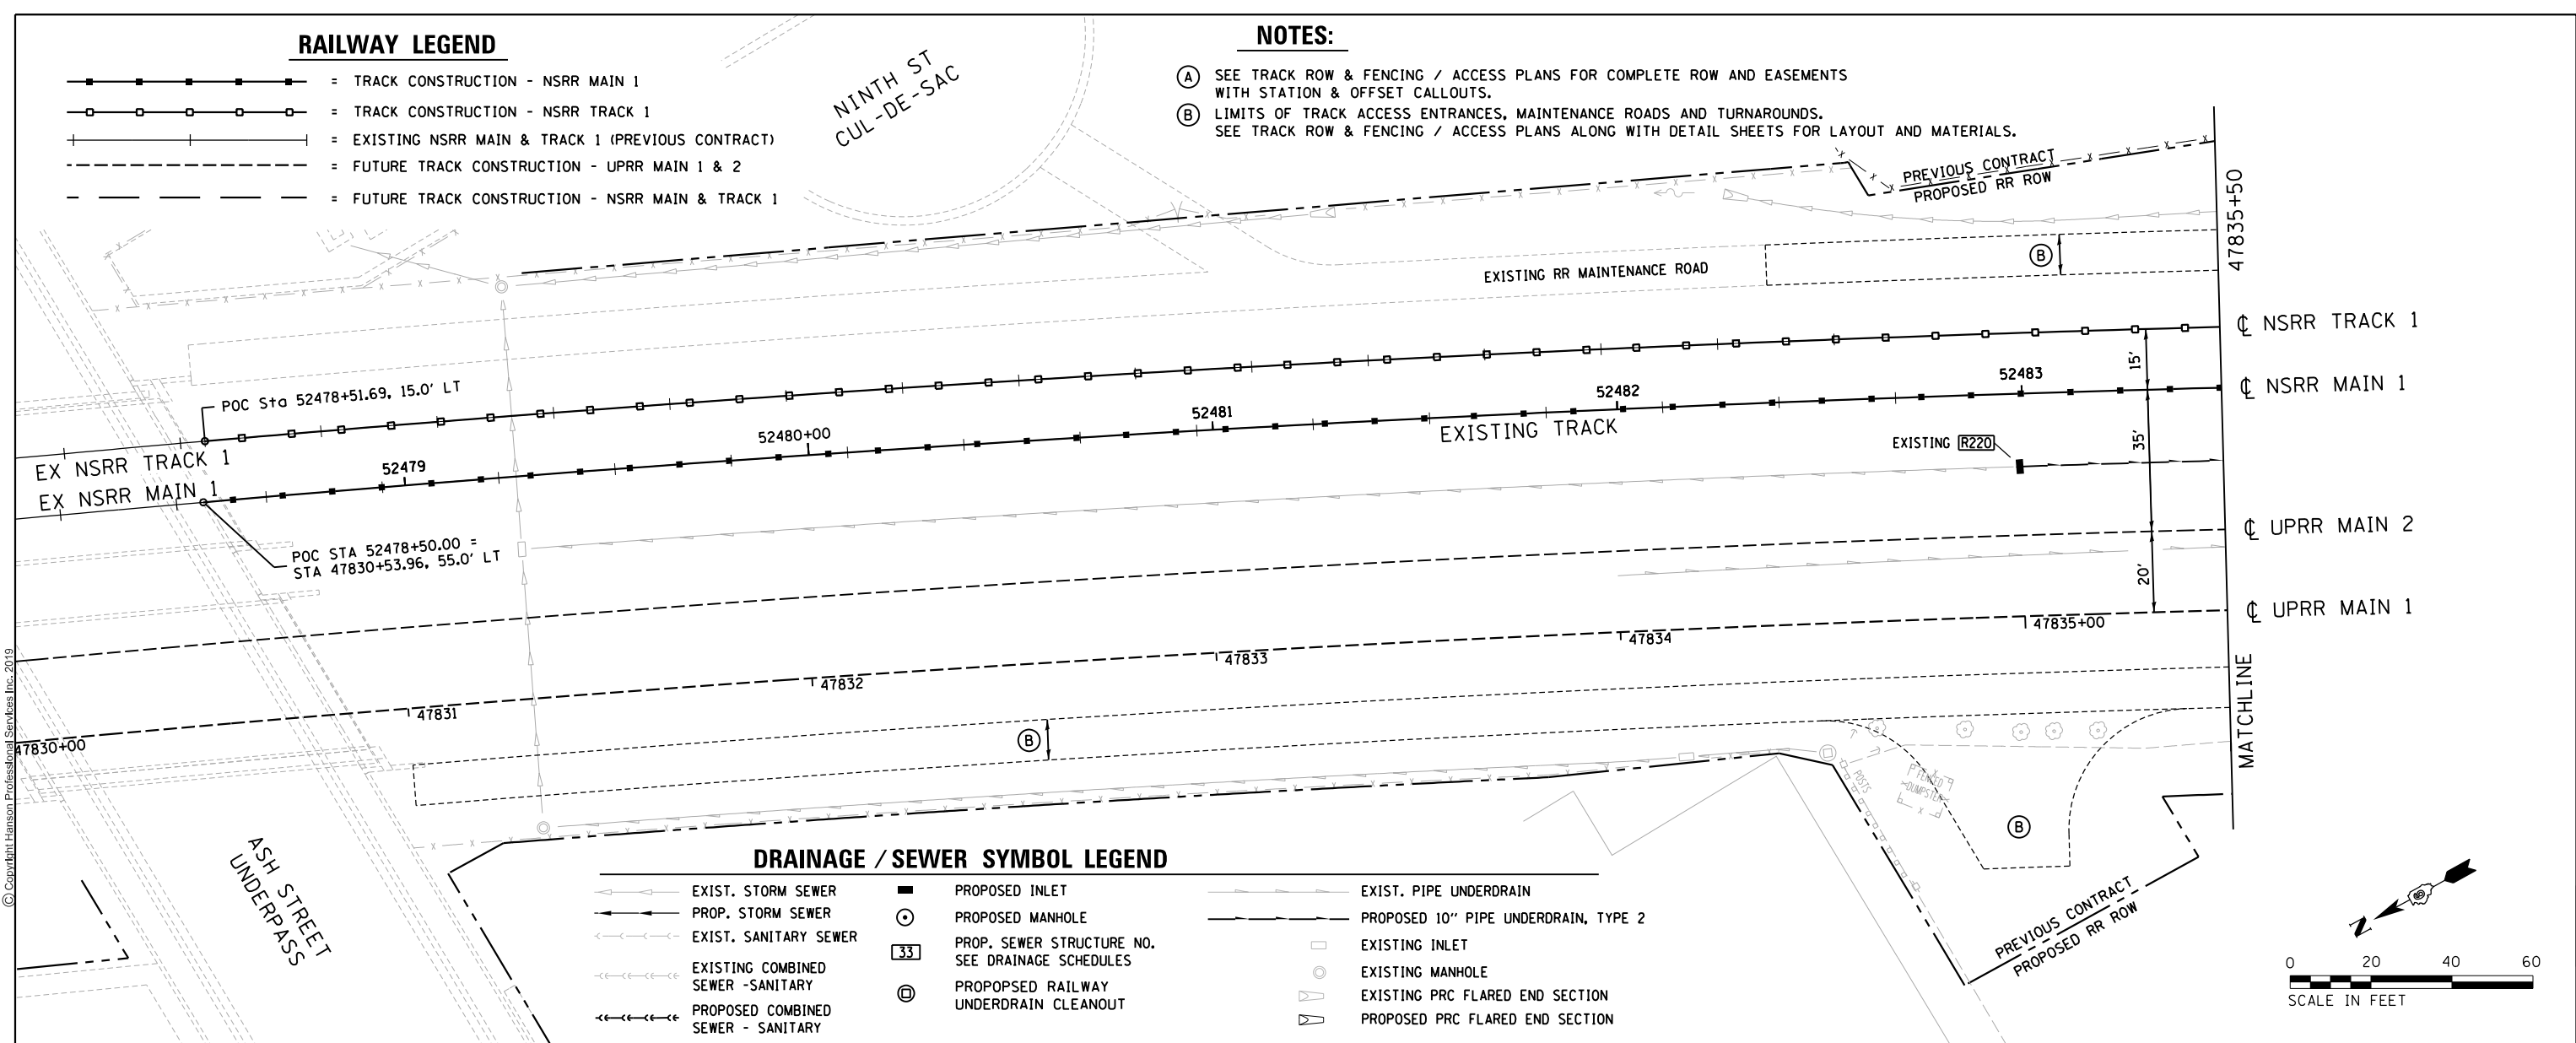 RAILWAY LEGEND
= TRACK CONSTRUCTION - NSRR MAIN 1
= TRACK CONSTRUCTION - NSRR TRACK 1
= EXISTING NSRR MAIN & TRACK 1 (PREVIOUS CONTRACT)
= FUTURE TRACK CONSTRUCTION - UPRR MAIN 1 & 2
= FUTURE TRACK CONSTRUCTION - NSRR MAIN & TRACK 1
NINTH ST
CUL-DE-SAC
NOTES:
A SEE TRACK ROW & FENCING / ACCESS PLANS FOR COMPLETE ROW AND EASEMENTS
WITH STATION & OFFSET CALLOUTS.
B LIMITS OF TRACK ACCESS ENTRANCES, MAINTENANCE ROADS AND TURNAROUNDS.
SEE TRACK ROW & FENCING / ACCESS PLANS ALONG WITH DETAIL SHEETS FOR LAYOUT AND MATERIALS.
PREVIOUS CONTRACT
PROPOSED RR ROW
47835+50
B
EXISTING RR MAINTENANCE ROAD
℄ NSRR TRACK 1
15'
℄ NSRR MAIN 1
POC Sta 52478+51.69, 15.0' LT
EX NSRR TRACK 1
EX NSRR MAIN 1
52479
52480+00
52481
52482
52483
EXISTING TRACK
EXISTING R220
35'
POC STA 52478+50.00 =
STA 47830+53.96, 55.0' LT
℄ UPRR MAIN 2
20'
℄ UPRR MAIN 1
47830+00
47831
47832
47833
47834
47835+00
MATCHLINE
B
POSTS
FENCED
DUMPSTER
B
ASH STREET
UNDERPASS
PREVIOUS CONTRACT
PROPOSED RR ROW
DRAINAGE / SEWER SYMBOL LEGEND
EXIST. STORM SEWER
PROP. STORM SEWER
EXIST. SANITARY SEWER
EXISTING COMBINED
SEWER -SANITARY
PROPOSED COMBINED
SEWER - SANITARY
PROPOSED INLET
PROPOSED MANHOLE
33 PROP. SEWER STRUCTURE NO.
SEE DRAINAGE SCHEDULES
PROPOPSED RAILWAY
UNDERDRAIN CLEANOUT
EXIST. PIPE UNDERDRAIN
PROPOSED 10" PIPE UNDERDRAIN, TYPE 2
EXISTING INLET
EXISTING MANHOLE
EXISTING PRC FLARED END SECTION
PROPOSED PRC FLARED END SECTION
N
0 20 40 60
SCALE IN FEET
© Copyright Hanson Professional Services Inc. 2019